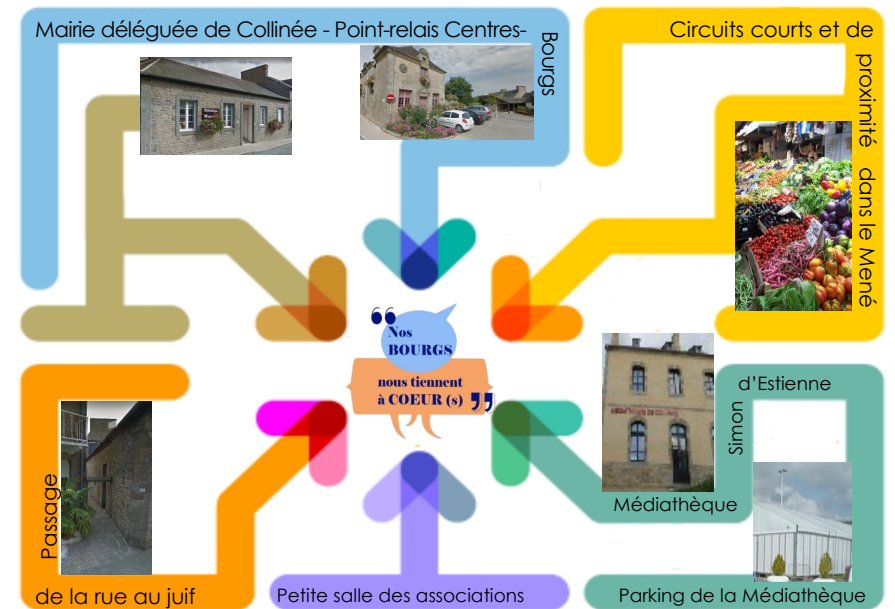 Mairie déléguée de Collinée - Point-relais Centres-
Bourgs
Circuits courts et de
proximité dans le Mené
Nos
BOURGS
nous tiennent
à COEUR (s)
Passage
de la rue au juif
Petite salle des associations
Médiathèque
Simon
d'Estienne
Parking de la Médiathèque